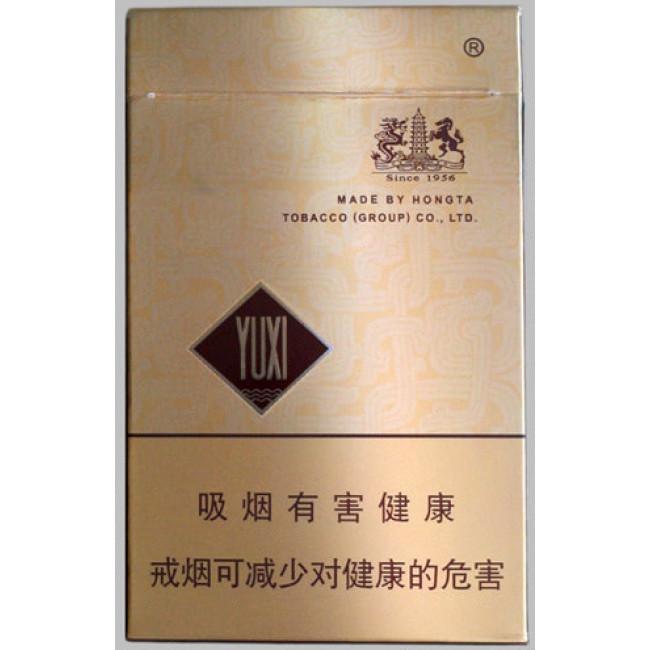 ®
Since 1956
MADE BY HONGTA
TOBACCO (GROUP) CO., LTD.
YUXI
吸烟有害健康
戒烟可减少对健康的危害